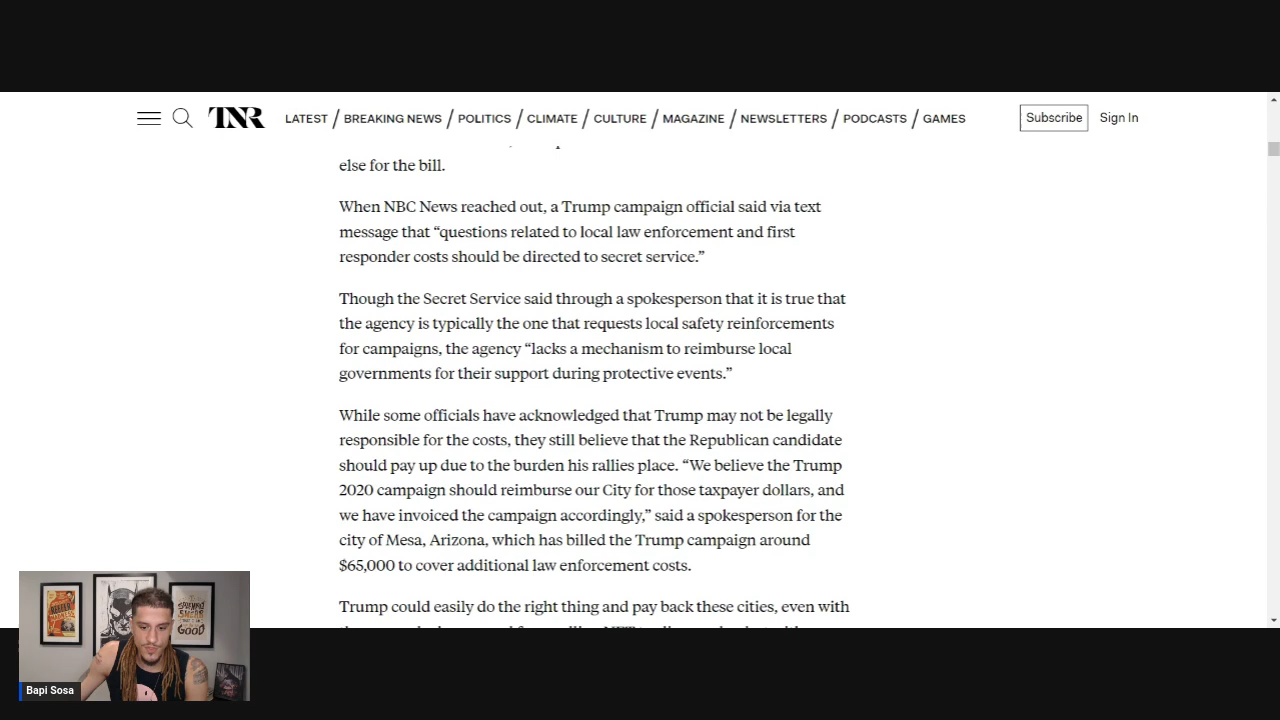 TNR
LATEST / BREAKING NEWS / POLITICS / CLIMATE / CULTURE / MAGAZINE / NEWSLETTERS / PODCASTS / GAMES
Subscribe
Sign In
else for the bill.
When NBC News reached out, a Trump campaign official said via text
message that “questions related to local law enforcement and first
responder costs should be directed to secret service.”
Though the Secret Service said through a spokesperson that it is true that
the agency is typically the one that requests local safety reinforcements
for campaigns, the agency “lacks a mechanism to reimburse local
governments for their support during protective events.”
While some officials have acknowledged that Trump may not be legally
responsible for the costs, they still believe that the Republican candidate
should pay up due to the burden his rallies place. “We believe the Trump
2020 campaign should reimburse our City for those taxpayer dollars, and
we have invoiced the campaign accordingly,” said a spokesperson for the
city of Mesa, Arizona, which has billed the Trump campaign around
$65,000 to cover additional law enforcement costs.
Trump could easily do the right thing and pay back these cities, even with
REEFER
MADNESS
GOOD
Bapi Sosa